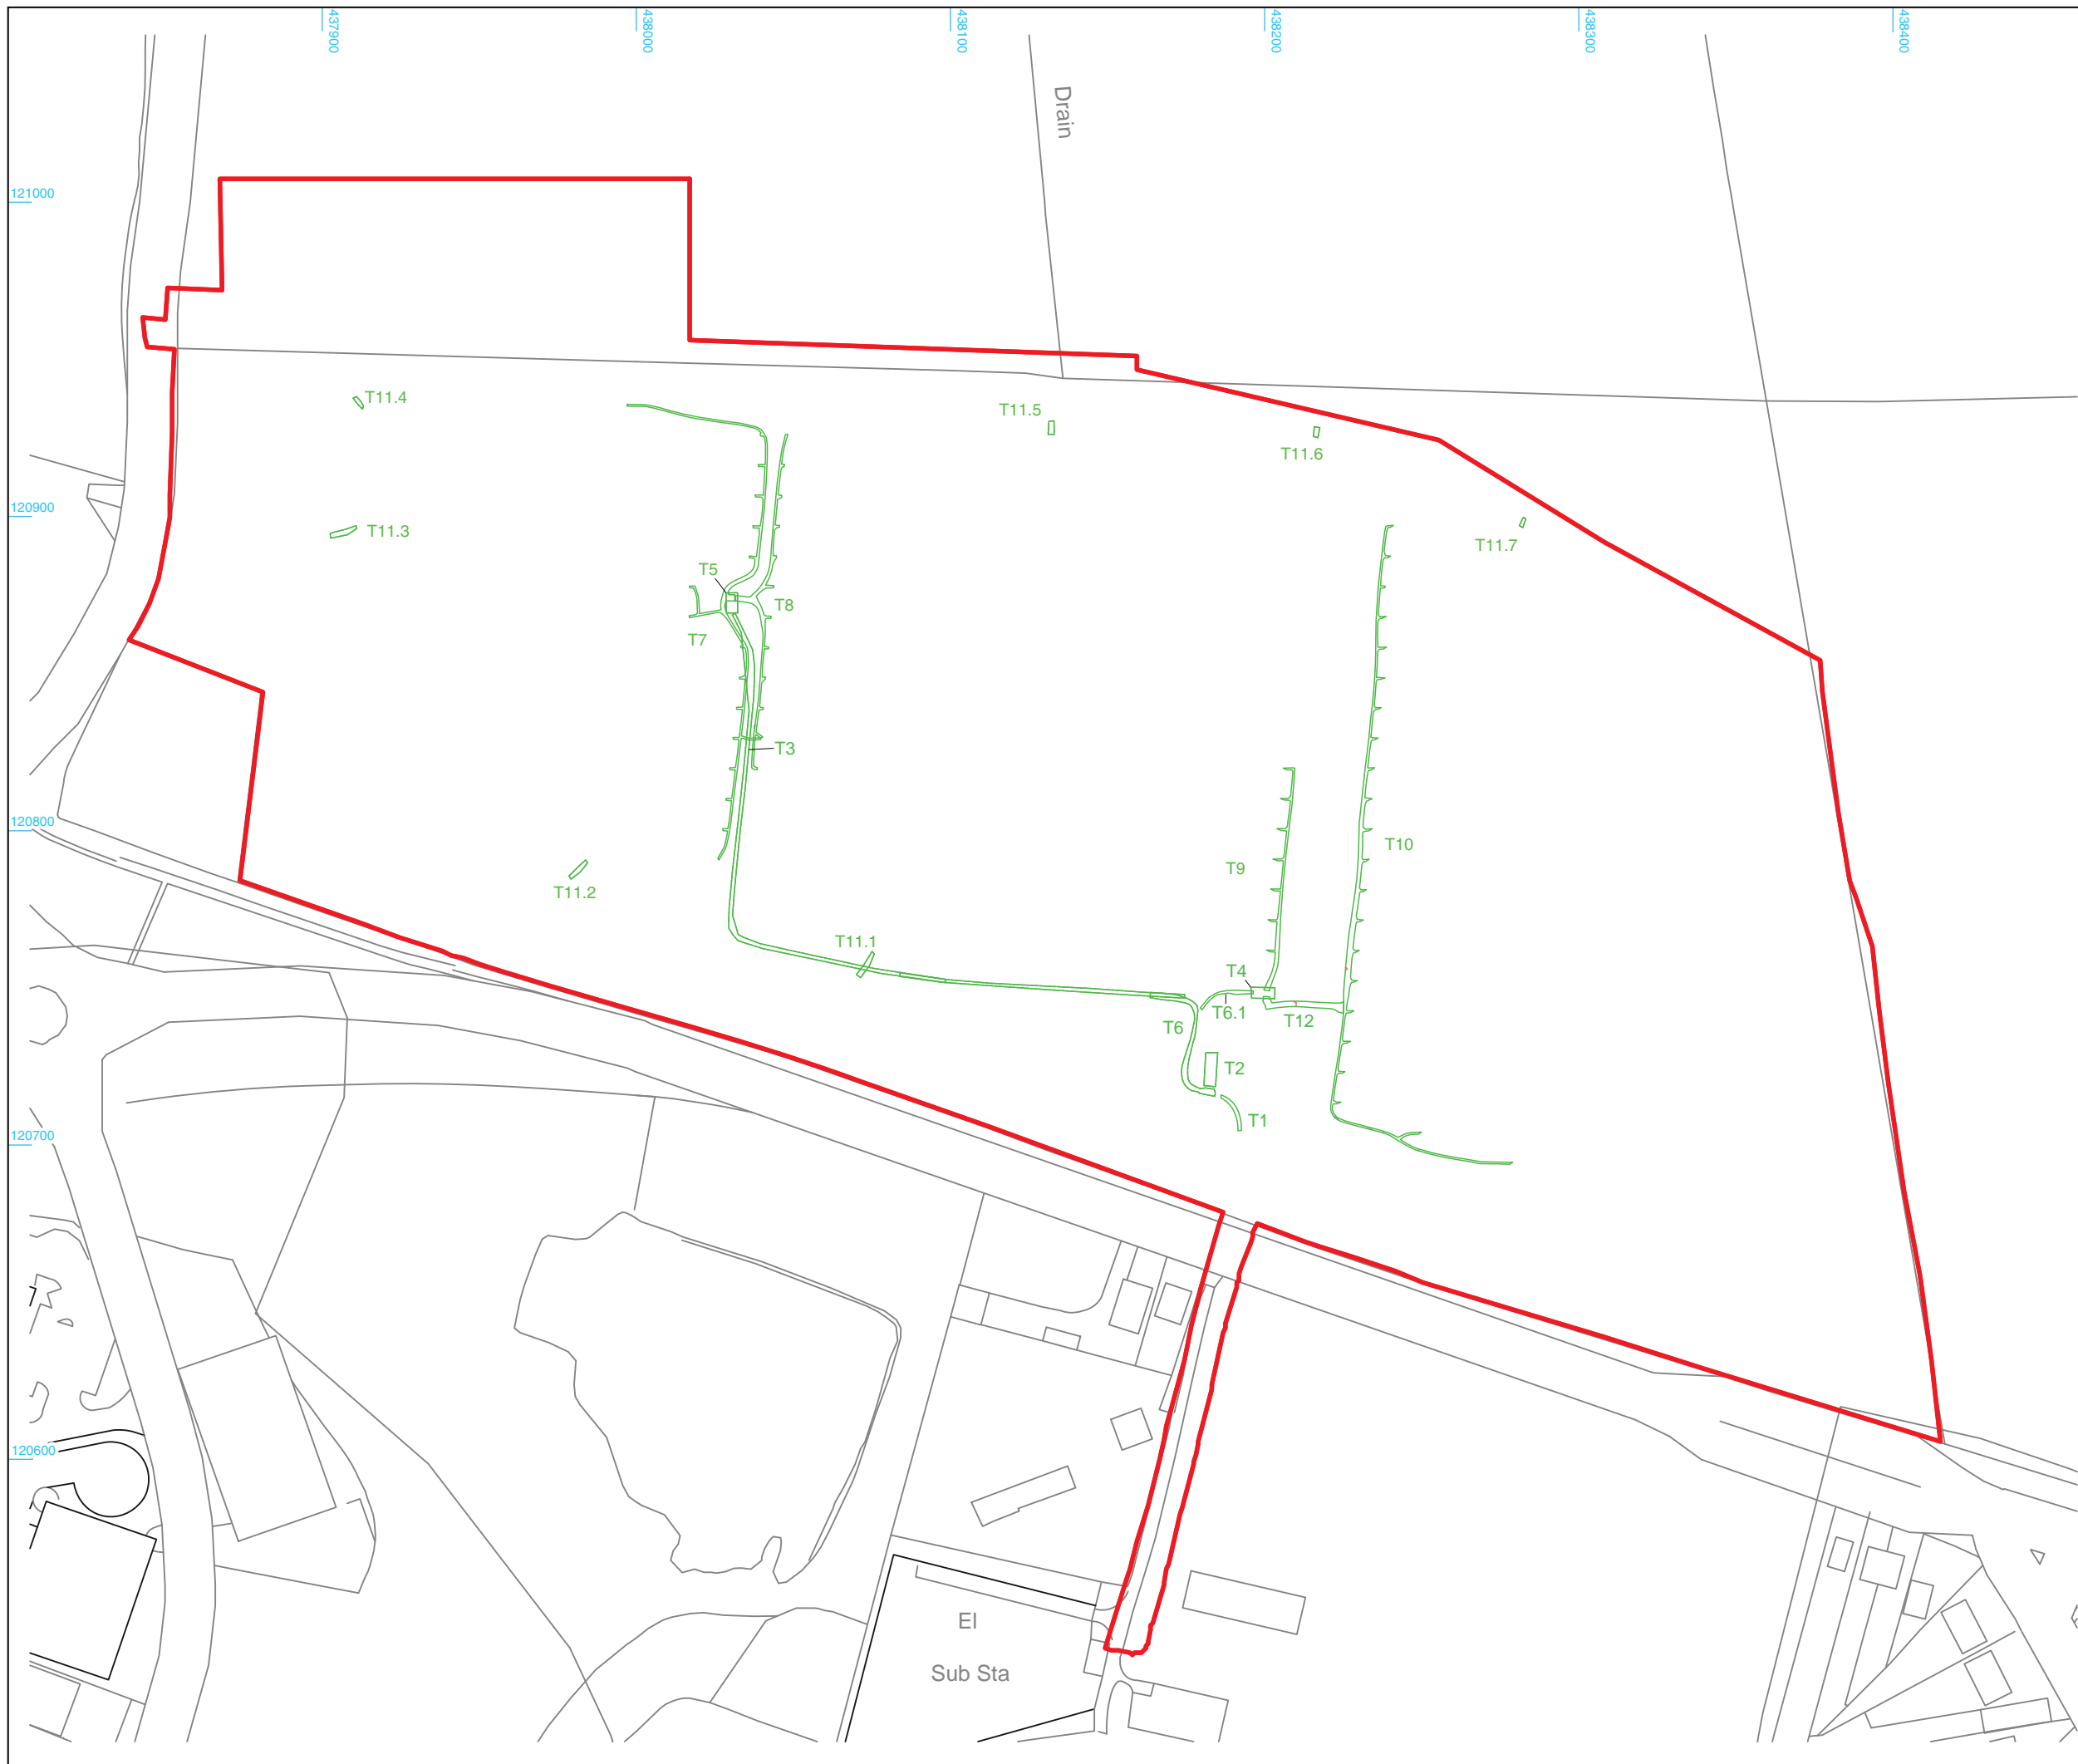 437900
438000
438100
438200
438300
438400
Drain
121000
T11.4
T11.5
T11.6
120900
T11.3
T11.7
T5
T8
T7
T3
120800
T10
T9
T11.2
T11.1
T4
T6.1
T12
T6
T2
T1
120700
120600
El
Sub Sta